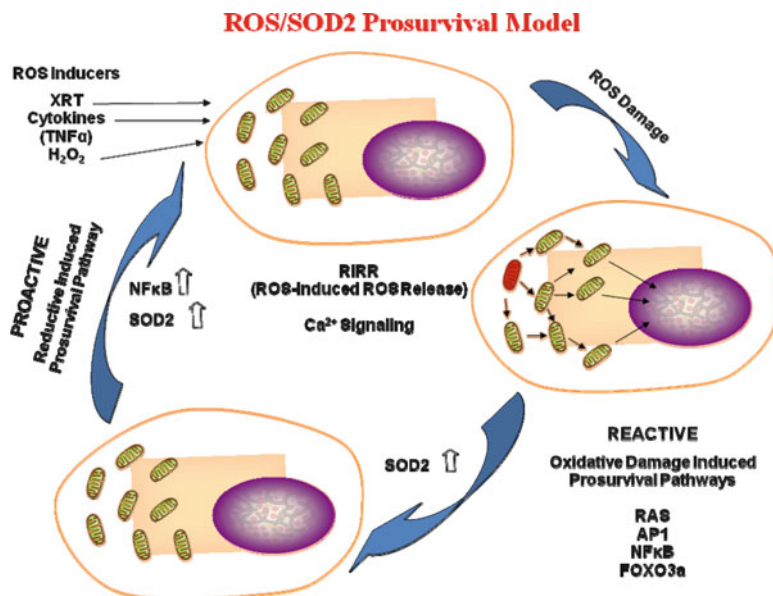 ROS/SOD2 Prosurvival Model
ROS Inducers
XRT
Cytokines
(TNFα)
H₂O₂
ROS Damage
PROACTIVE
Reductive Induced
Prosurvival Pathway
NFκB
SOD2
RIRR
(ROS-Induced ROS Release)
Ca²⁺ Signaling
SOD2
REACTIVE
Oxidative Damage Induced
Prosurvival Pathways
RAS
AP1
NFκB
FOXO3a